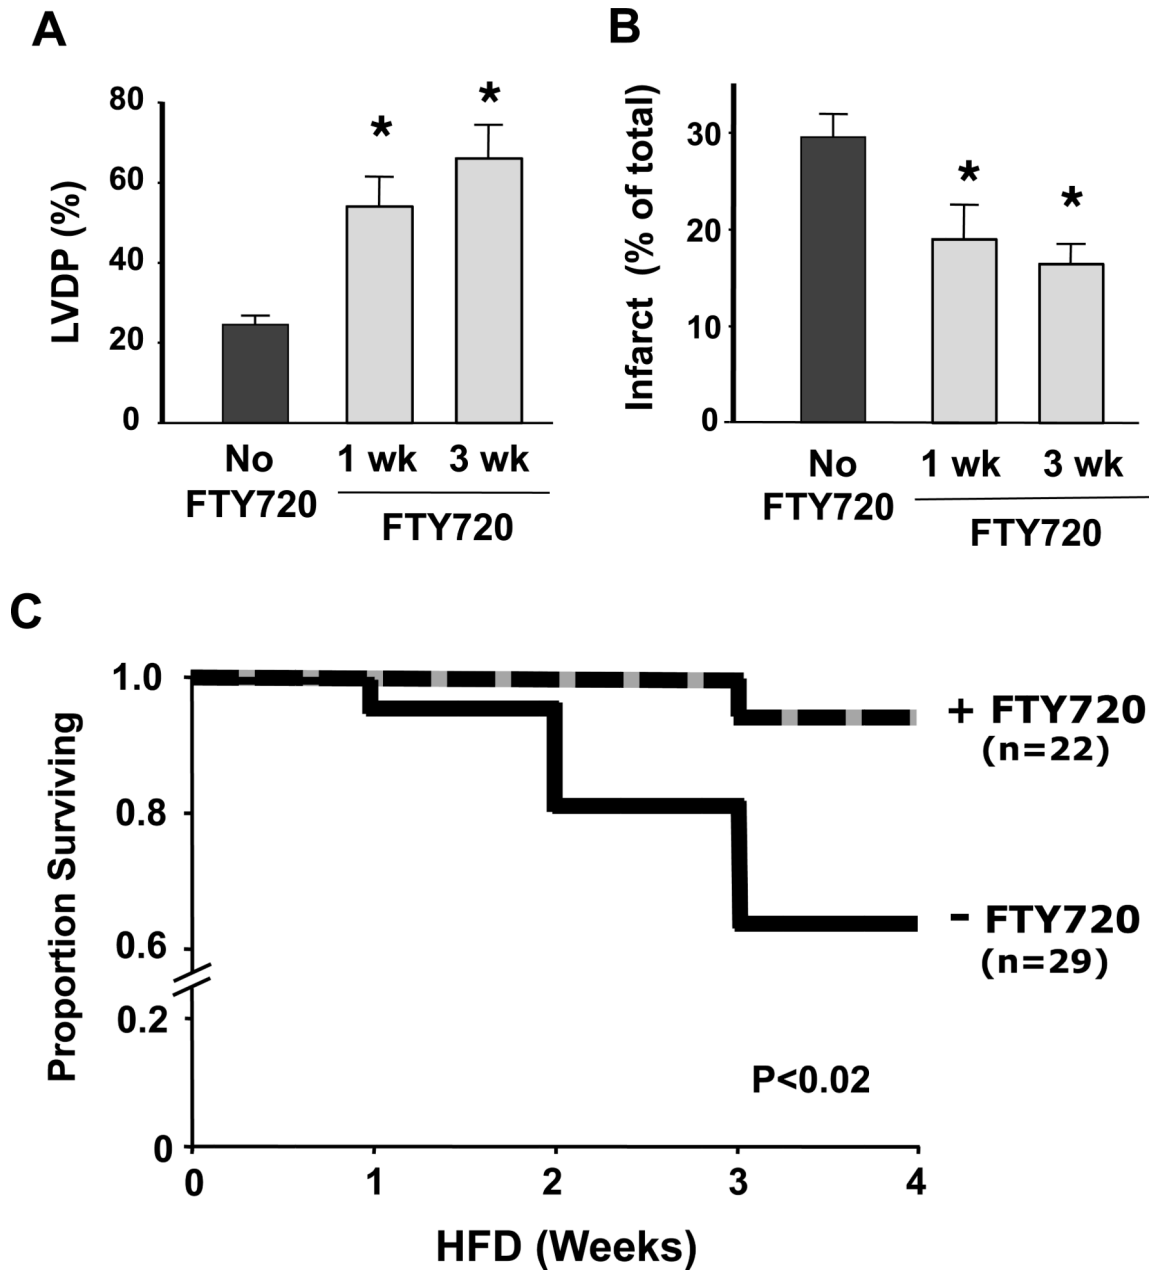 A
LVDP (%)
80
60
40
20
0
* *
No FTY720
1 wk 3 wk
FTY720
B
Infarct (% of total)
30
20
10
0
* *
No FTY720
1 wk 3 wk
FTY720
C
Proportion Surviving
1.0
0.8
0.6
0.2
0
+ FTY720
(n=22)
- FTY720
(n=29)
P<0.02
0 1 2 3 4
HFD (Weeks)